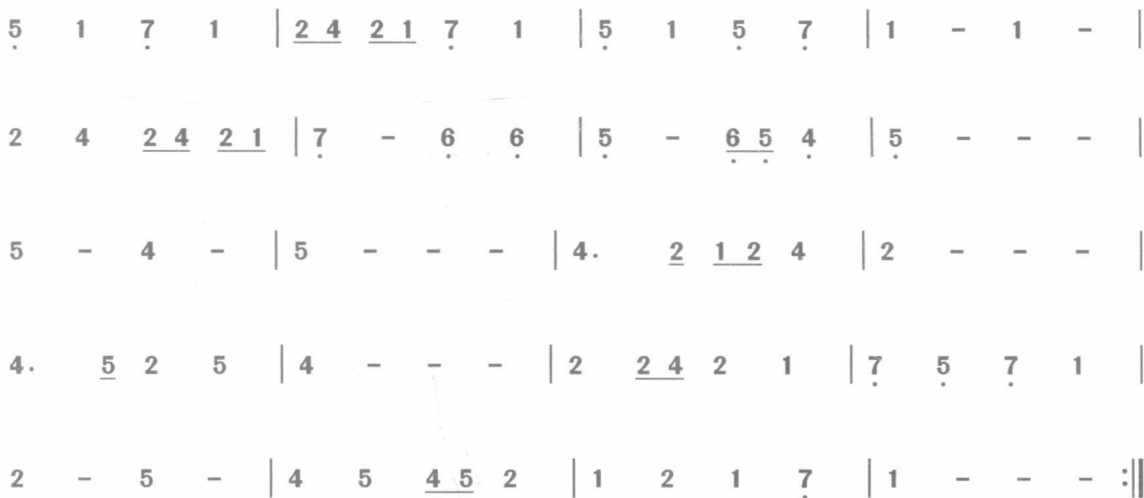 5̣ 1 7̣ 1 | 2̲ 4̲ 2̲ 1̲ 7̣ 1 | 5̣ 1 5̣ 7̣ | 1 - 1 - |
2 4 2̲ 4̲ 2̲ 1̲ | 7̣ - 6̣ 6̣ | 5̣ - 6̲̣ 5̲̣ 4̣ | 5̣ - - - |
5 - 4 - | 5 - - - | 4. 2̲ 1̲ 2̲ 4 | 2 - - - |
4. 5̲ 2 5 | 4 - - - | 2 2̲ 4̲ 2 1 | 7̣ 5̣ 7̣ 1 |
2 - 5 - | 4 5 4̲ 5̲ 2 | 1 2 1 7̣ | 1 - - - :‖